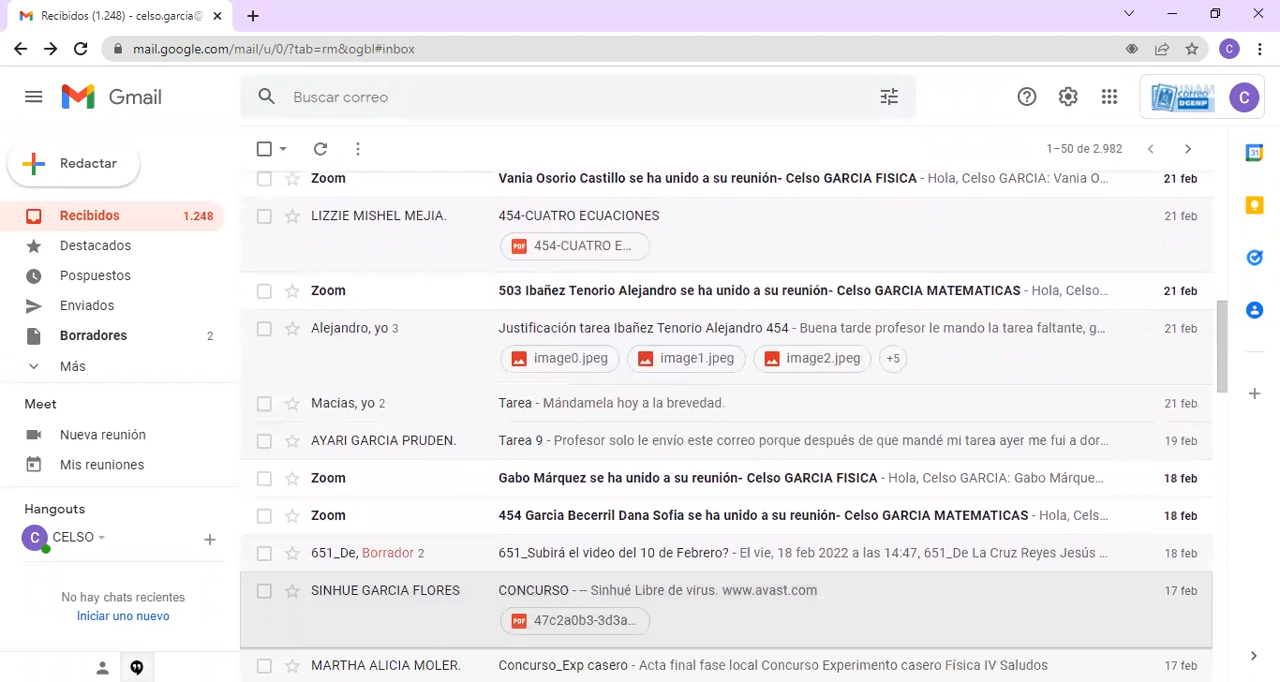 Recibidos (1.248) - celso.garcia@
mail.google.com/mail/u/0/?tab=rm&ogbl#inbox
C
Gmail
Buscar correo
UNAM
correo
DGENP
C
Redactar
1–50 de 2.982
31
Recibidos 1.248
Destacados
Pospuestos
Enviados
Borradores 2
Más
Meet
Nueva reunión
Mis reuniones
Hangouts
C CELSO
No hay chats recientes
Iniciar uno nuevo
Zoom Vania Osorio Castillo se ha unido a su reunión- Celso GARCIA FISICA - Hola, Celso GARCIA: Vania O... 21 feb
LIZZIE MISHEL MEJIA. 454-CUATRO ECUACIONES 21 feb
PDF 454-CUATRO E...
Zoom 503 Ibañez Tenorio Alejandro se ha unido a su reunión- Celso GARCIA MATEMATICAS - Hola, Celso... 21 feb
Alejandro, yo 3 Justificación tarea Ibañez Tenorio Alejandro 454 - Buena tarde profesor le mando la tarea faltante, g... 21 feb
image0.jpeg image1.jpeg image2.jpeg +5
Macias, yo 2 Tarea - Mándamela hoy a la brevedad. 21 feb
AYARI GARCIA PRUDEN. Tarea 9 - Profesor solo le envío este correo porque después de que mandé mi tarea ayer me fui a dor... 19 feb
Zoom Gabo Márquez se ha unido a su reunión- Celso GARCIA FISICA - Hola, Celso GARCIA: Gabo Márque... 18 feb
Zoom 454 Garcia Becerril Dana Sofia se ha unido a su reunión- Celso GARCIA MATEMATICAS - Hola, Cels... 18 feb
651_De, Borrador 2 651_Subirá el video del 10 de Febrero? - El vie, 18 feb 2022 a las 14:47, 651_De La Cruz Reyes Jesús ... 18 feb
SINHUE GARCIA FLORES CONCURSO - -- Sinhué Libre de virus. www.avast.com 17 feb
PDF 47c2a0b3-3d3a...
MARTHA ALICIA MOLER. Concurso_Exp casero - Acta final fase local Concurso Experimento casero Física IV Saludos 17 feb